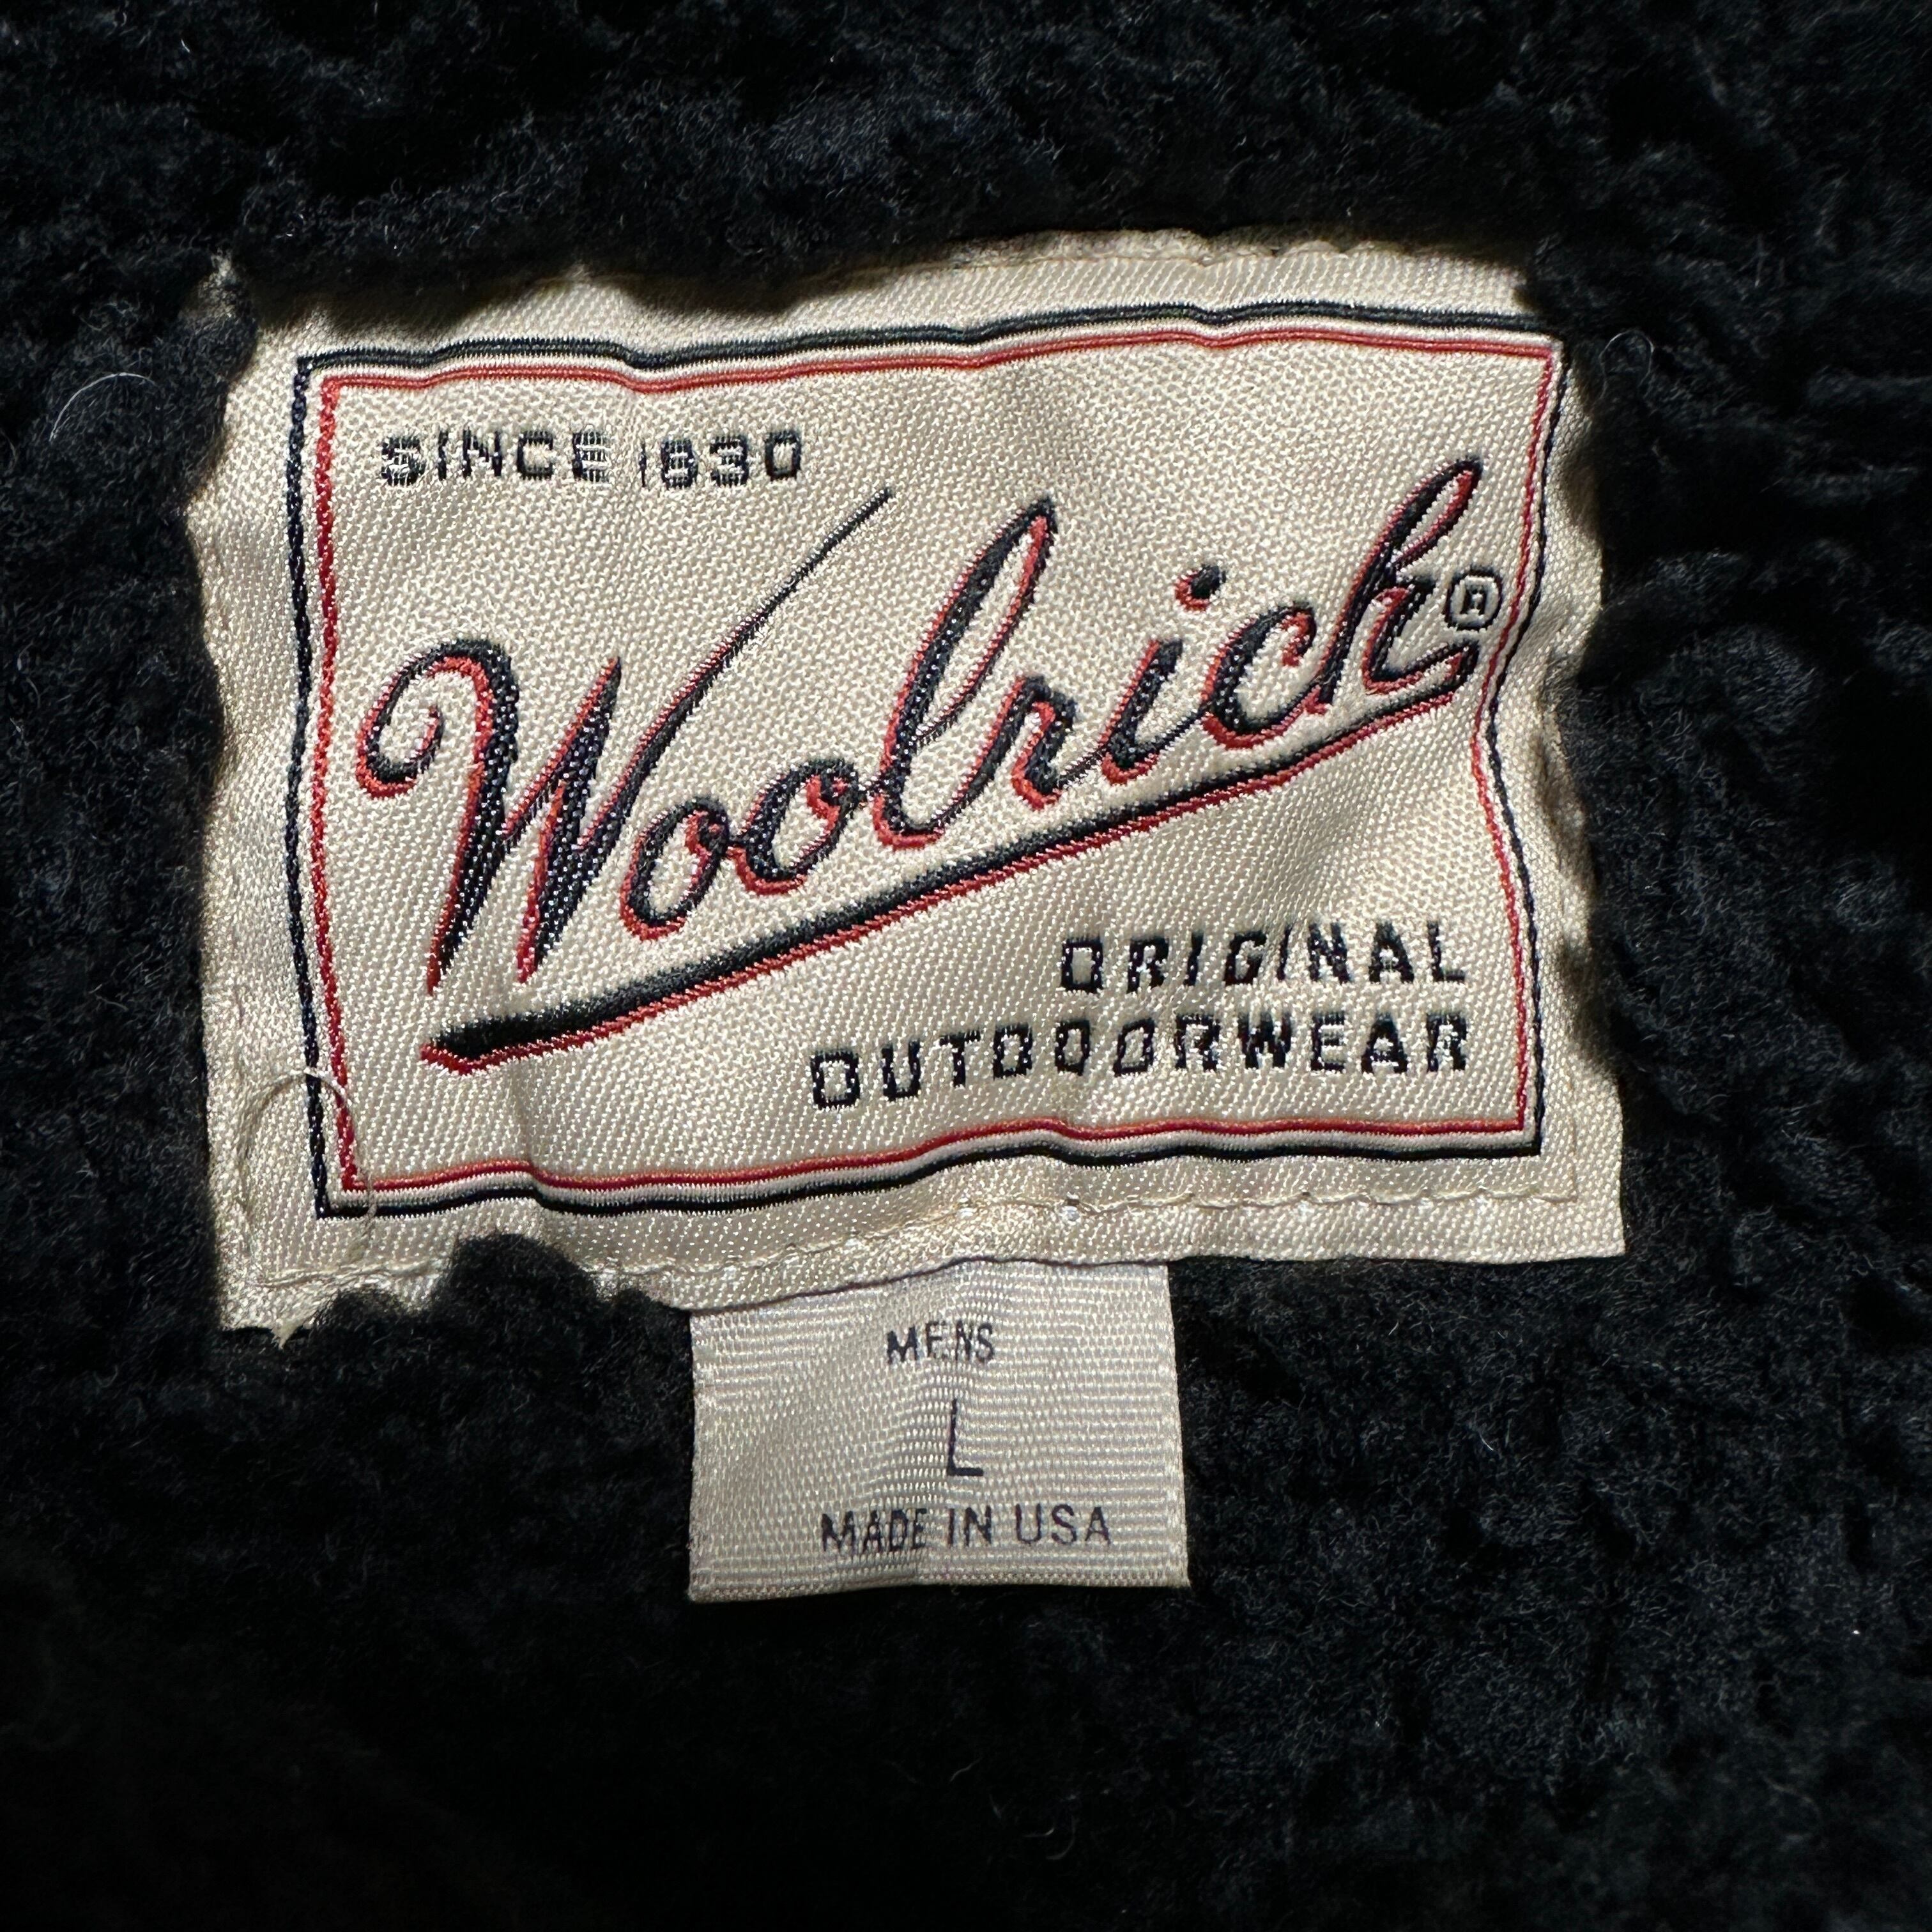 SINCE 1830
Woolrich®
ORIGINAL
OUTDOORWEAR
MENS
L
MADE IN USA